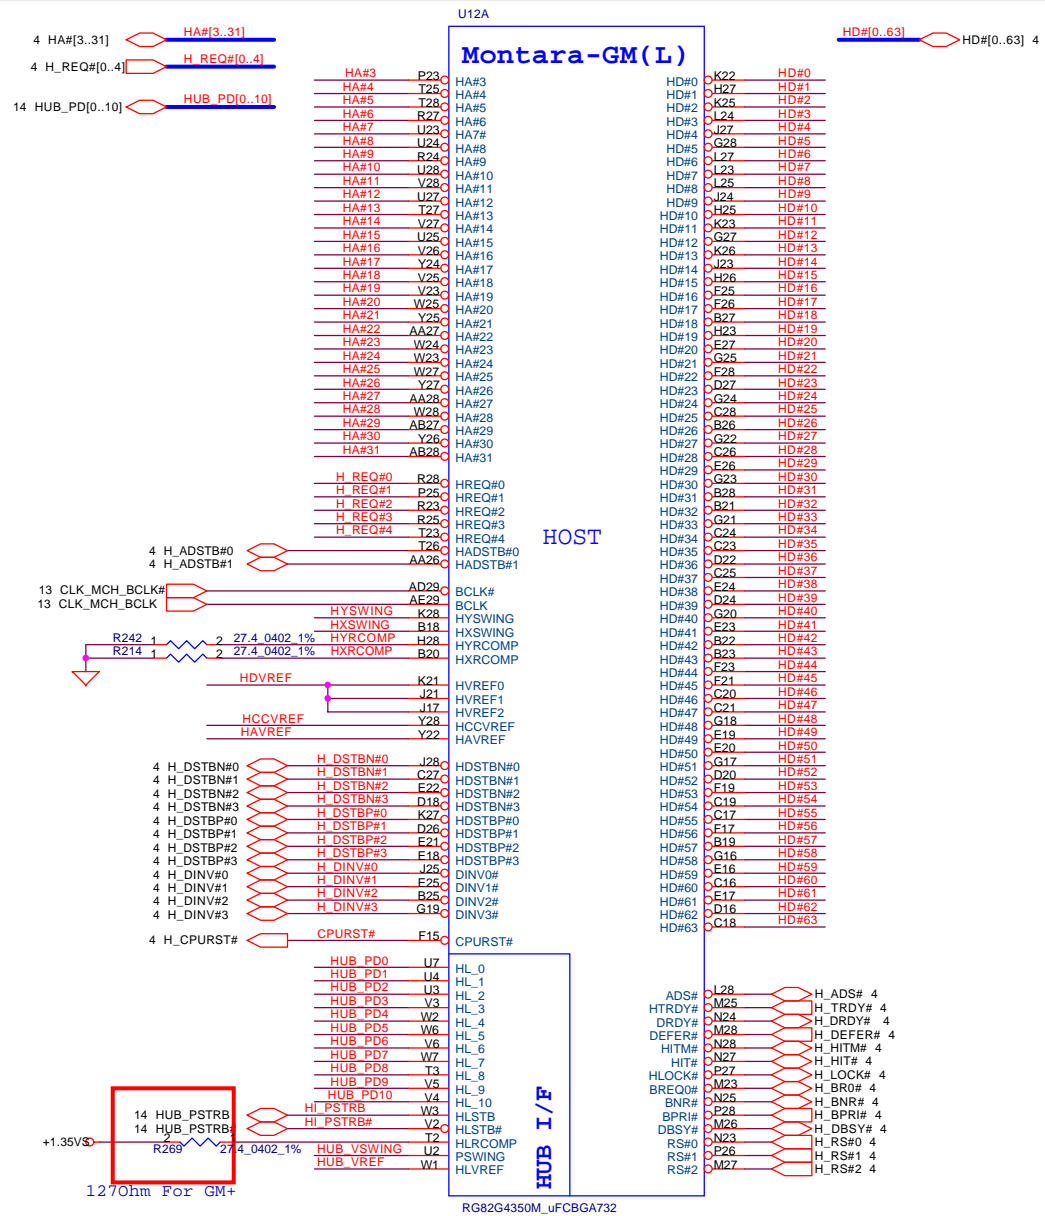 U12A
Montara-GM(L)
4 HA#[3..31] HA#[3..31]
4 H_REQ#[0..4] H_REQ#[0..4]
14 HUB_PD[0..10] HUB_PD[0..10]
HD#[0..63] HD#[0..63] 4
HA#3 P23 HA#3
HA#4 T25 HA#4
HA#5 T28 HA#5
HA#6 R27 HA#6
HA#7 U23 HA7#
HA#8 U24 HA#8
HA#9 R24 HA#9
HA#10 U28 HA#10
HA#11 V28 HA#11
HA#12 U27 HA#12
HA#13 T27 HA#13
HA#14 V27 HA#14
HA#15 U25 HA#15
HA#16 V26 HA#16
HA#17 Y24 HA#17
HA#18 V25 HA#18
HA#19 V23 HA#19
HA#20 W25 HA#20
HA#21 Y25 HA#21
HA#22 AA27 HA#22
HA#23 W24 HA#23
HA#24 W23 HA#24
HA#25 W27 HA#25
HA#26 Y27 HA#26
HA#27 AA28 HA#27
HA#28 W28 HA#28
HA#29 AB27 HA#29
HA#30 Y26 HA#30
HA#31 AB28 HA#31
H_REQ#0 R28 HREQ#0
H_REQ#1 P25 HREQ#1
H_REQ#2 R23 HREQ#2
H_REQ#3 R25 HREQ#3
H_REQ#4 T23 HREQ#4
4 H_ADSTB#0 T26 HADSTB#0
4 H_ADSTB#1 AA26 HADSTB#1
13 CLK_MCH_BCLK# AD29 BCLK#
13 CLK_MCH_BCLK AE29 BCLK
HYSWING K28 HYSWING
HXSWING B18 HXSWING
R242 1 2 27.4_0402_1% HYRCOMP H28 HYRCOMP
R214 1 2 27.4_0402_1% HXRCOMP B20 HXRCOMP
HDVREF K21 HVREF0
J21 HVREF1
J17 HVREF2
HCCVREF Y28 HCCVREF
HAVREF Y22 HAVREF
4 H_DSTBN#0 H_DSTBN#0 J28 HDSTBN#0
4 H_DSTBN#1 H_DSTBN#1 C27 HDSTBN#1
4 H_DSTBN#2 H_DSTBN#2 E22 HDSTBN#2
4 H_DSTBN#3 H_DSTBN#3 D18 HDSTBN#3
4 H_DSTBP#0 H_DSTBP#0 K27 HDSTBP#0
4 H_DSTBP#1 H_DSTBP#1 D26 HDSTBP#1
4 H_DSTBP#2 H_DSTBP#2 E21 HDSTBP#2
4 H_DSTBP#3 H_DSTBP#3 E18 HDSTBP#3
4 H_DINV#0 H_DINV#0 J25 DINV0#
4 H_DINV#1 H_DINV#1 E25 DINV1#
4 H_DINV#2 H_DINV#2 B25 DINV2#
4 H_DINV#3 H_DINV#3 G19 DINV3#
4 H_CPURST# CPURST# F15 CPURST#
HUB_PD0 U7 HL_0
HUB_PD1 U4 HL_1
HUB_PD2 U3 HL_2
HUB_PD3 V3 HL_3
HUB_PD4 W2 HL_4
HUB_PD5 W6 HL_5
HUB_PD6 V6 HL_6
HUB_PD7 W7 HL_7
HUB_PD8 T3 HL_8
HUB_PD9 V5 HL_9
HUB_PD10 V4 HL_10
14 HUB_PSTRB HI_PSTRB W3 HLSTB
14 HUB_PSTRB# HI_PSTRB# V2 HLSTB#
+1.35VS 2 R269 27.4_0402_1% T2 HLRCOMP
HUB_VSWING U2 PSWING
HUB_VREF W1 HLVREF
127Ohm For GM+
HOST
HUB I/F
HD#0 K22 HD#0
HD#1 H27 HD#1
HD#2 K25 HD#2
HD#3 L24 HD#3
HD#4 J27 HD#4
HD#5 G28 HD#5
HD#6 L27 HD#6
HD#7 L23 HD#7
HD#8 L25 HD#8
HD#9 J24 HD#9
HD#10 H25 HD#10
HD#11 K23 HD#11
HD#12 G27 HD#12
HD#13 K26 HD#13
HD#14 J23 HD#14
HD#15 H26 HD#15
HD#16 F25 HD#16
HD#17 F26 HD#17
HD#18 B27 HD#18
HD#19 H23 HD#19
HD#20 E27 HD#20
HD#21 G25 HD#21
HD#22 F28 HD#22
HD#23 D27 HD#23
HD#24 G24 HD#24
HD#25 C28 HD#25
HD#26 B26 HD#26
HD#27 G22 HD#27
HD#28 C26 HD#28
HD#29 E26 HD#29
HD#30 G23 HD#30
HD#31 B28 HD#31
HD#32 B21 HD#32
HD#33 G21 HD#33
HD#34 C24 HD#34
HD#35 C23 HD#35
HD#36 D22 HD#36
HD#37 C25 HD#37
HD#38 E24 HD#38
HD#39 D24 HD#39
HD#40 G20 HD#40
HD#41 E23 HD#41
HD#42 B22 HD#42
HD#43 B23 HD#43
HD#44 F23 HD#44
HD#45 F21 HD#45
HD#46 C20 HD#46
HD#47 C21 HD#47
HD#48 G18 HD#48
HD#49 E19 HD#49
HD#50 E20 HD#50
HD#51 G17 HD#51
HD#52 D20 HD#52
HD#53 F19 HD#53
HD#54 C19 HD#54
HD#55 C17 HD#55
HD#56 F17 HD#56
HD#57 B19 HD#57
HD#58 G16 HD#58
HD#59 E16 HD#59
HD#60 C16 HD#60
HD#61 E17 HD#61
HD#62 D16 HD#62
HD#63 C18 HD#63
ADS# L28 H_ADS# 4
HTRDY# M25 H_TRDY# 4
DRDY# N24 H_DRDY# 4
DEFER# M28 H_DEFER# 4
HITM# N28 H_HITM# 4
HIT# N27 H_HIT# 4
HLOCK# P27 H_LOCK# 4
BREQ0# M23 H_BR0# 4
BNR# N25 H_BNR# 4
BPRI# P28 H_BPRI# 4
DBSY# M26 H_DBSY# 4
RS#0 N23 H_RS#0 4
RS#1 P26 H_RS#1 4
RS#2 M27 H_RS#2 4
RG82G4350M_uFCBGA732